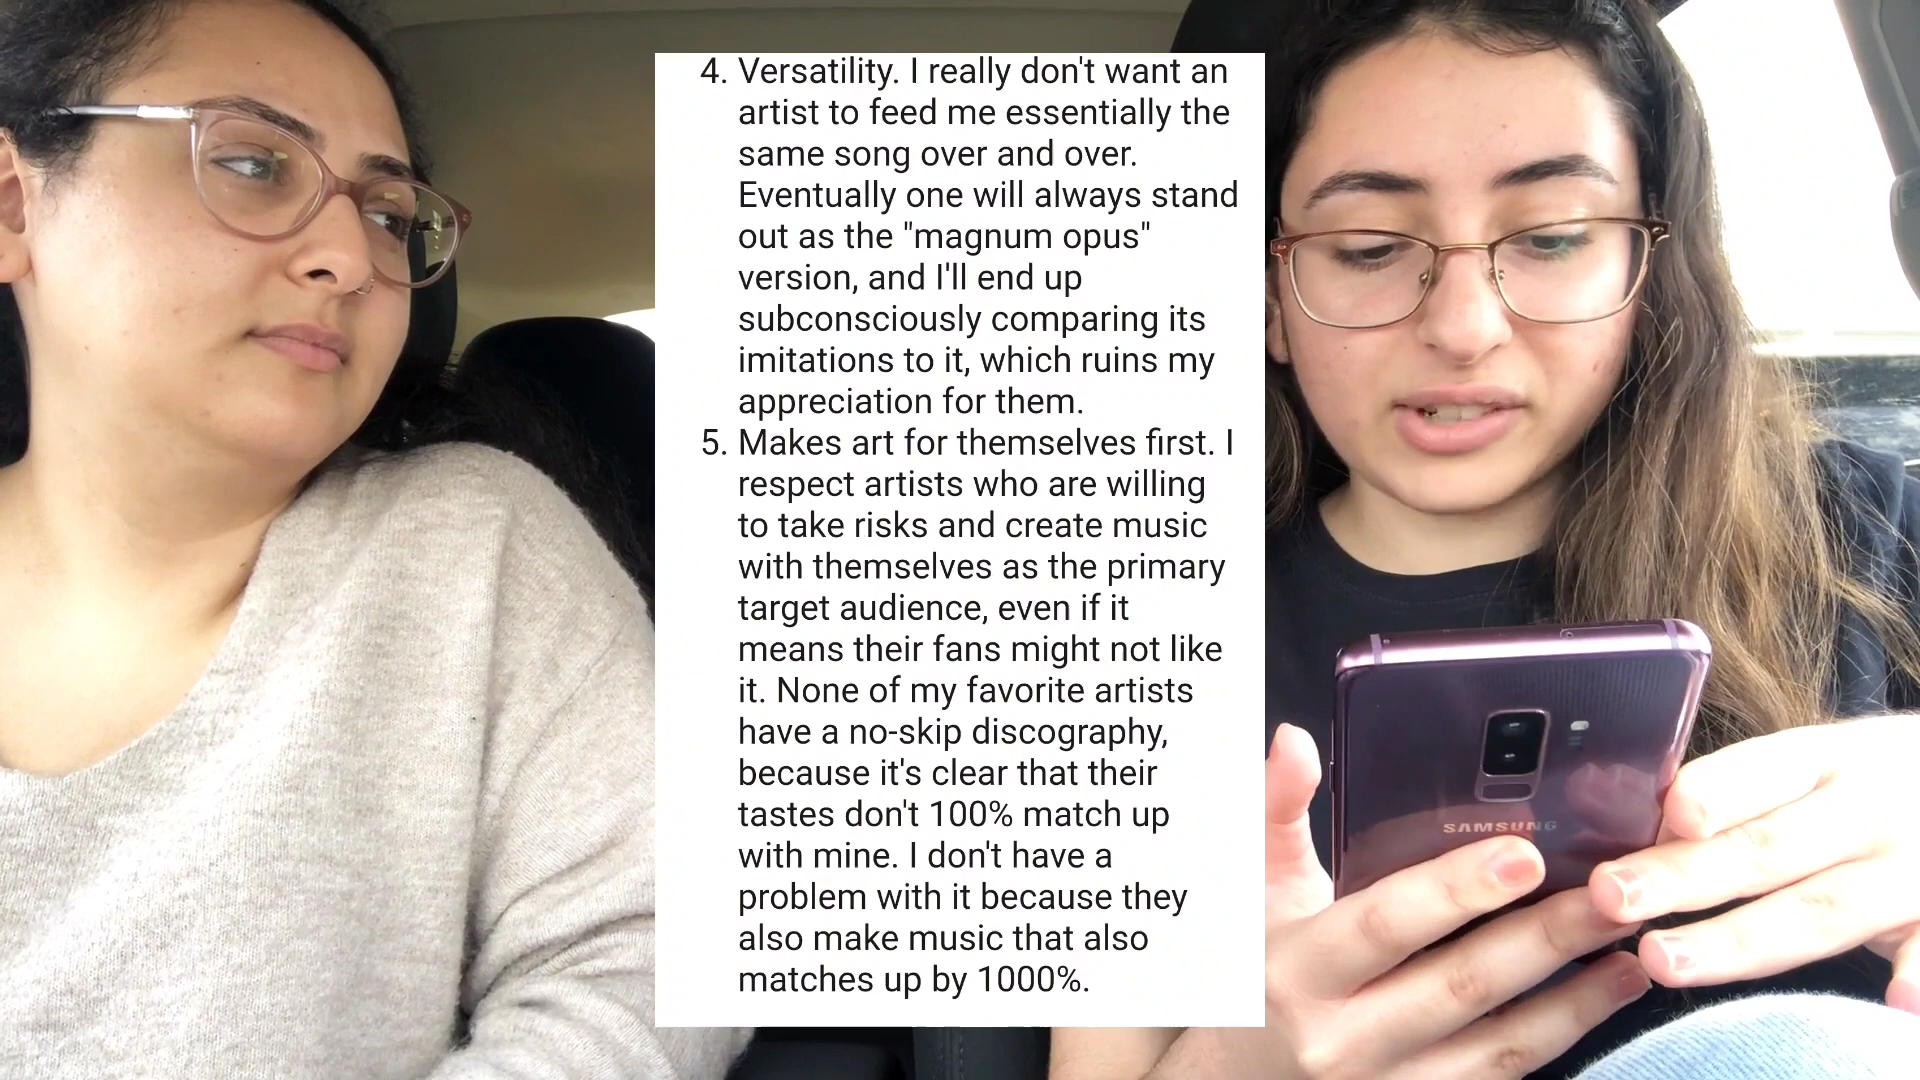 4. Versatility. I really don't want an
artist to feed me essentially the
same song over and over.
Eventually one will always stand
out as the "magnum opus"
version, and I'll end up
subconsciously comparing its
imitations to it, which ruins my
appreciation for them.
5. Makes art for themselves first. I
respect artists who are willing
to take risks and create music
with themselves as the primary
target audience, even if it
means their fans might not like
it. None of my favorite artists
have a no-skip discography,
because it's clear that their
tastes don't 100% match up
with mine. I don't have a
problem with it because they
also make music that also
matches up by 1000%.
SAMSUNG